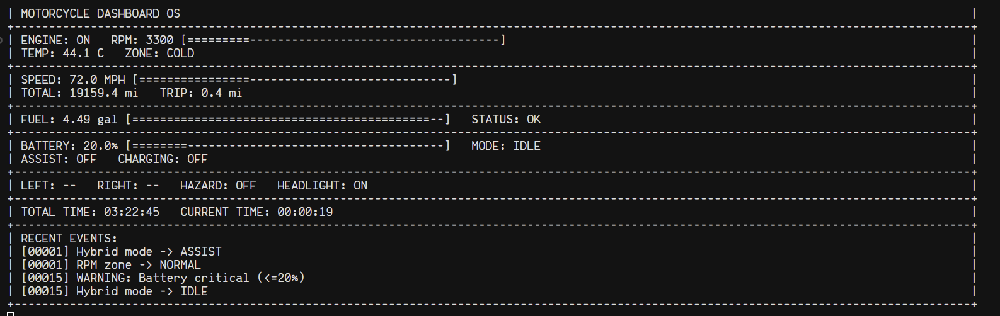 | MOTORCYCLE DASHBOARD OS |
+-------------------------------------------------------------------------------------------------------------------------------------------+
| ENGINE: ON   RPM: 3300 [=========------------------------------------] |
| TEMP: 44.1 C   ZONE: COLD |
+-------------------------------------------------------------------------------------------------------------------------------------------+
| SPEED: 72.0 MPH [================-----------------------------] |
| TOTAL: 19159.4 mi   TRIP: 0.4 mi |
+-------------------------------------------------------------------------------------------------------------------------------------------+
| FUEL: 4.49 gal [===========================================--]   STATUS: OK |
+-------------------------------------------------------------------------------------------------------------------------------------------+
| BATTERY: 20.0% [========-------------------------------------]   MODE: IDLE |
| ASSIST: OFF   CHARGING: OFF |
+-------------------------------------------------------------------------------------------------------------------------------------------+
| LEFT: --   RIGHT: --   HAZARD: OFF   HEADLIGHT: ON |
+-------------------------------------------------------------------------------------------------------------------------------------------+
| TOTAL TIME: 03:22:45   CURRENT TIME: 00:00:19 |
+-------------------------------------------------------------------------------------------------------------------------------------------+
| RECENT EVENTS: |
| [00001] Hybrid mode -> ASSIST |
| [00001] RPM zone -> NORMAL |
| [00015] WARNING: Battery critical (<=20%) |
| [00015] Hybrid mode -> IDLE |
+-------------------------------------------------------------------------------------------------------------------------------------------+